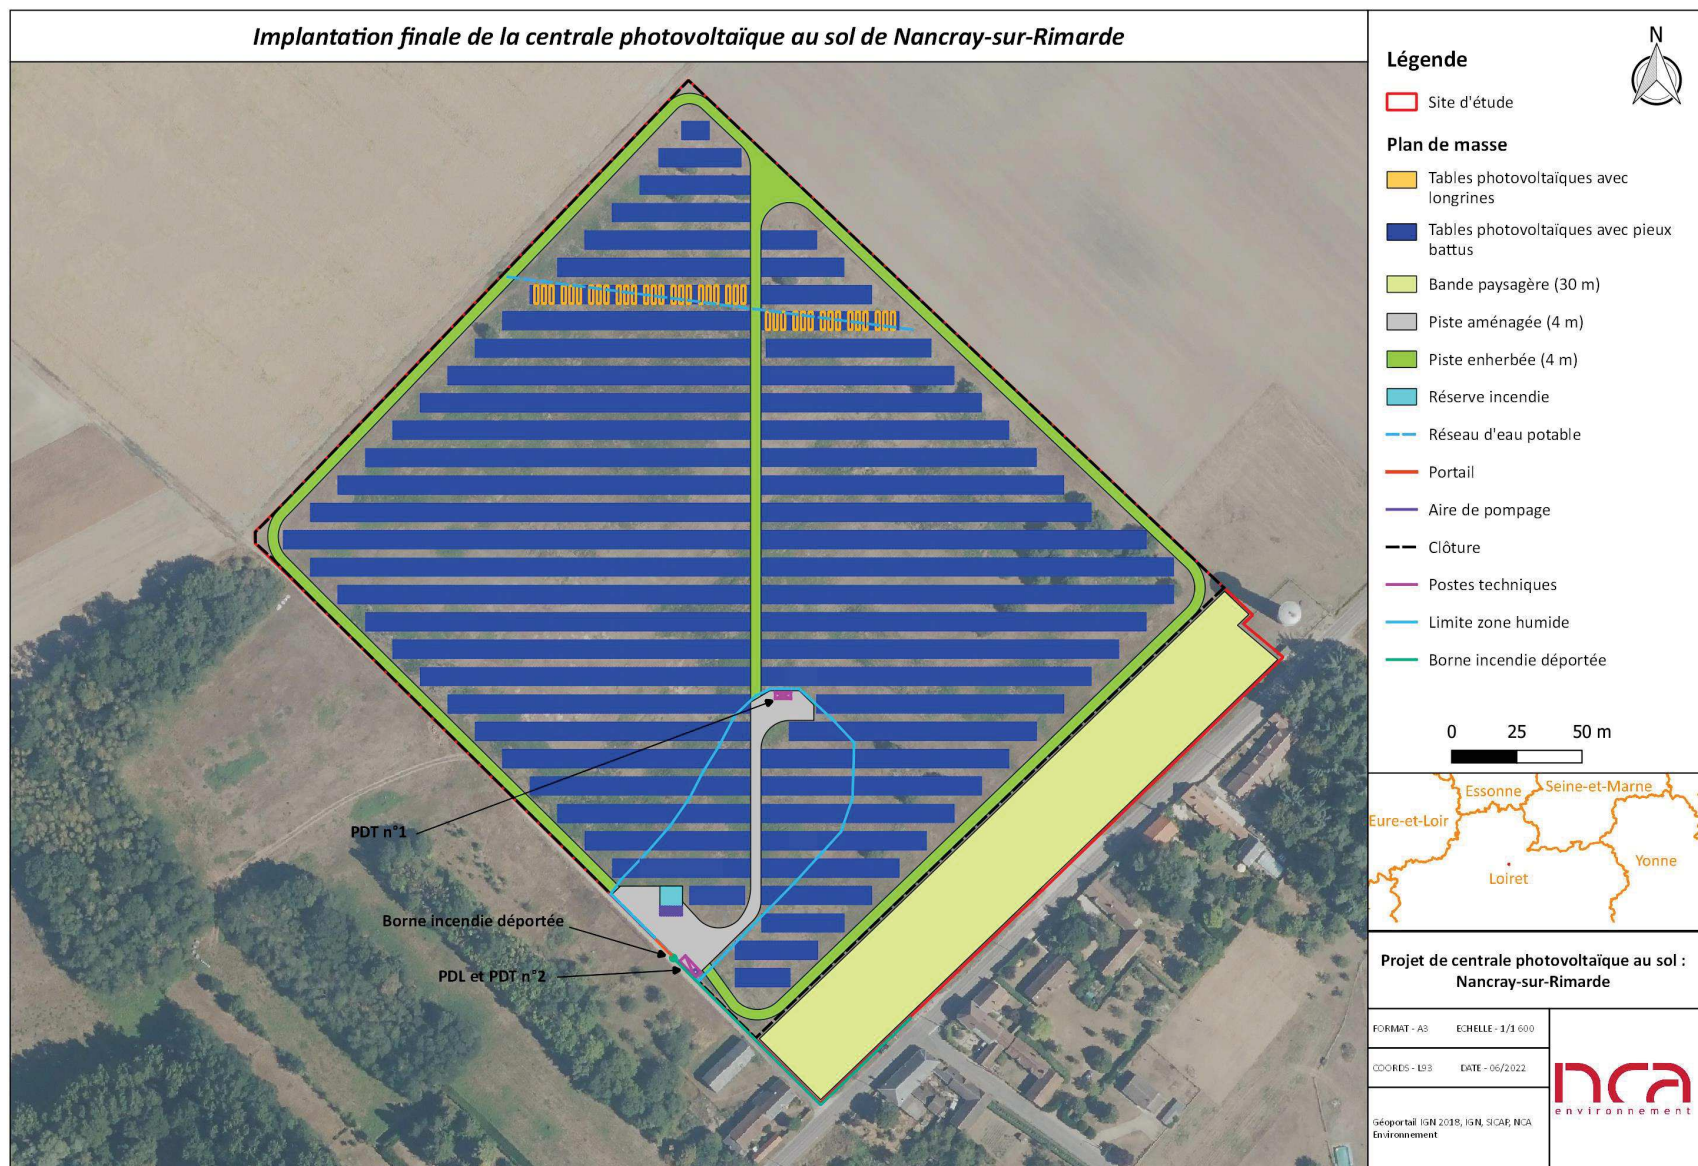 Implantation finale de la centrale photovoltaïque au sol de Nancray-sur-Rimarde
N
Légende
Site d'étude
Plan de masse
Tables photovoltaïques avec
longrines
Tables photovoltaïques avec pieux
battus
Bande paysagère (30 m)
Piste aménagée (4 m)
Piste enherbée (4 m)
Réserve incendie
Réseau d'eau potable
Portail
Aire de pompage
Clôture
Postes techniques
Limite zone humide
Borne incendie déportée
0 25 50 m
Essonne
Seine-et-Marne
Eure-et-Loir
Yonne
Loiret
PDT n°1
Borne incendie déportée
PDL et PDT n°2
Projet de centrale photovoltaïque au sol :
Nancray-sur-Rimarde
FORMAT - A3 ECHELLE - 1/1 600
COORDS - L93 DATE - 06/2022
Géoportail IGN 2018, IGN, SICAP, NCA
Environnement
nca
environnement